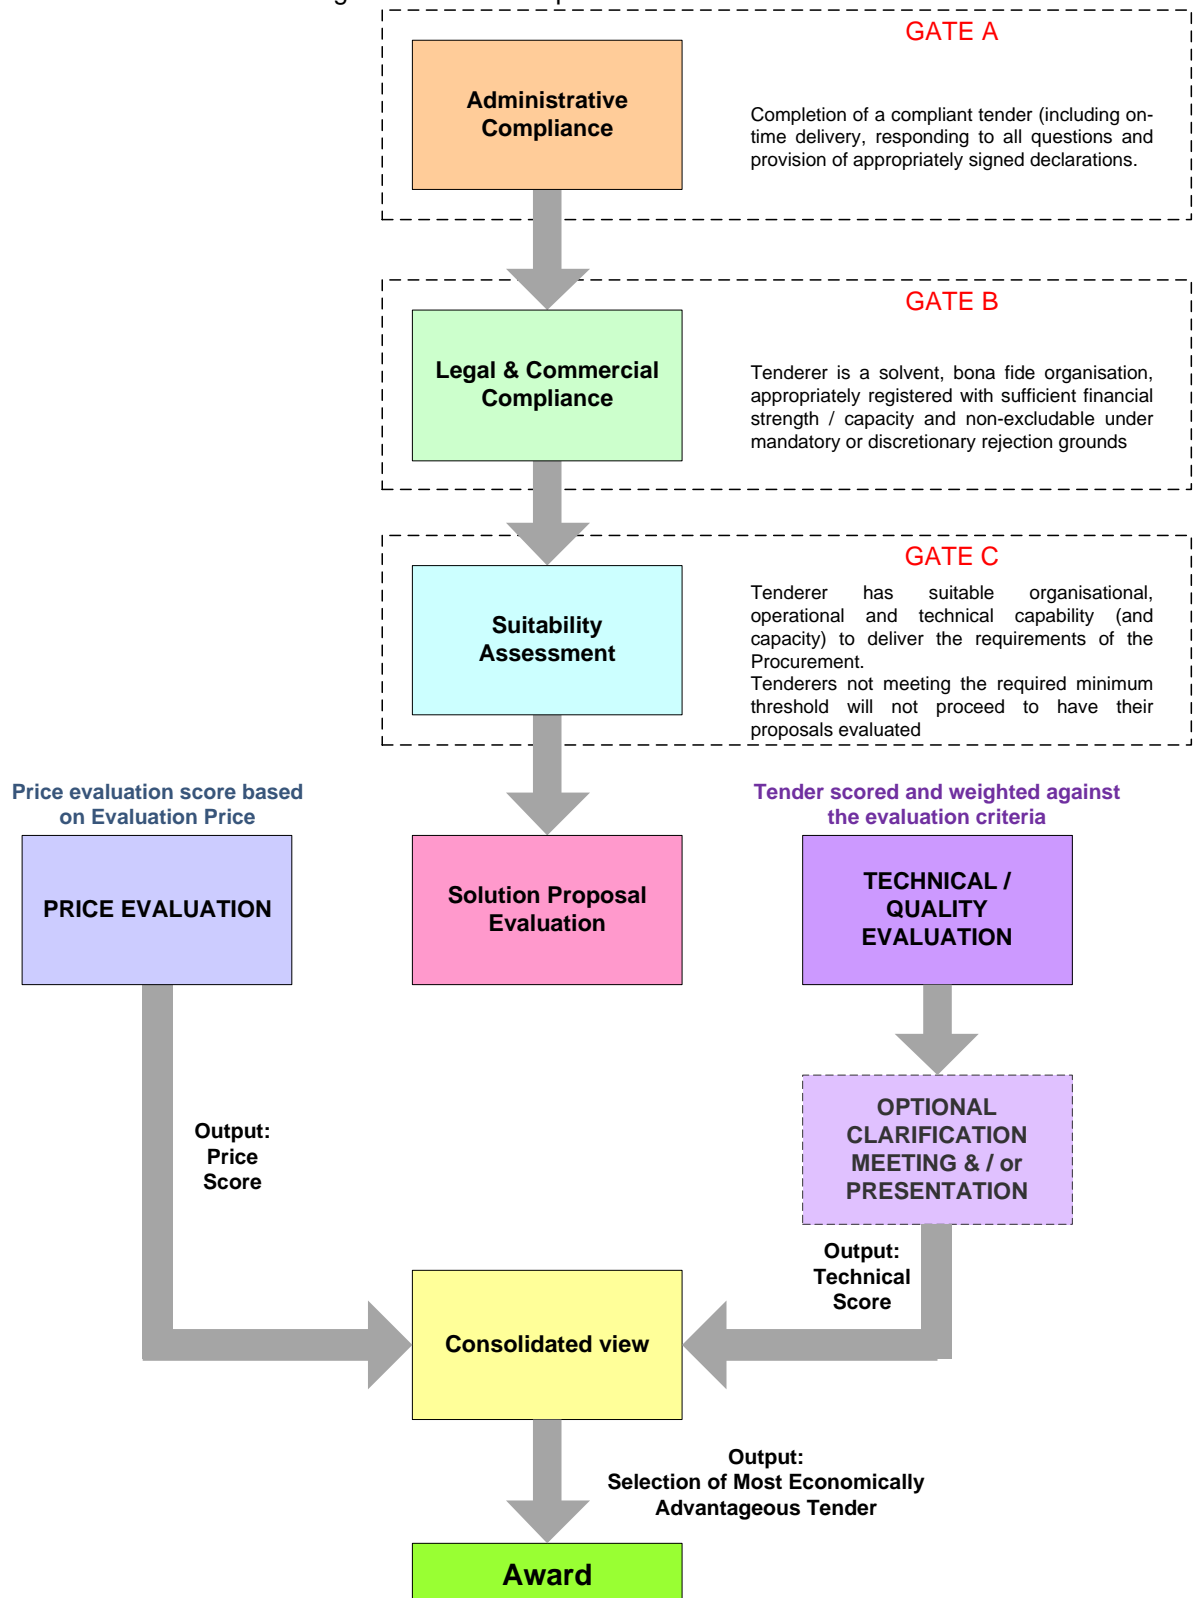 GATE A
Administrative
Compliance
Completion of a compliant tender (including on-
time delivery, responding to all questions and
provision of appropriately signed declarations.
GATE B
Legal & Commercial
Compliance
Tenderer is a solvent, bona fide organisation,
appropriately registered with sufficient financial
strength / capacity and non-excludable under
mandatory or discretionary rejection grounds
GATE C
Suitability
Assessment
Tenderer has suitable organisational,
operational and technical capability (and
capacity) to deliver the requirements of the
Procurement.
Tenderers not meeting the required minimum
threshold will not proceed to have their
proposals evaluated
Price evaluation score based
on Evaluation Price
PRICE EVALUATION
Solution Proposal
Evaluation
Tender scored and weighted against
the evaluation criteria
TECHNICAL /
QUALITY
EVALUATION
OPTIONAL
CLARIFICATION
MEETING & / or
PRESENTATION
Output:
Price
Score
Output:
Technical
Score
Consolidated view
Output:
Selection of Most Economically
Advantageous Tender
Award